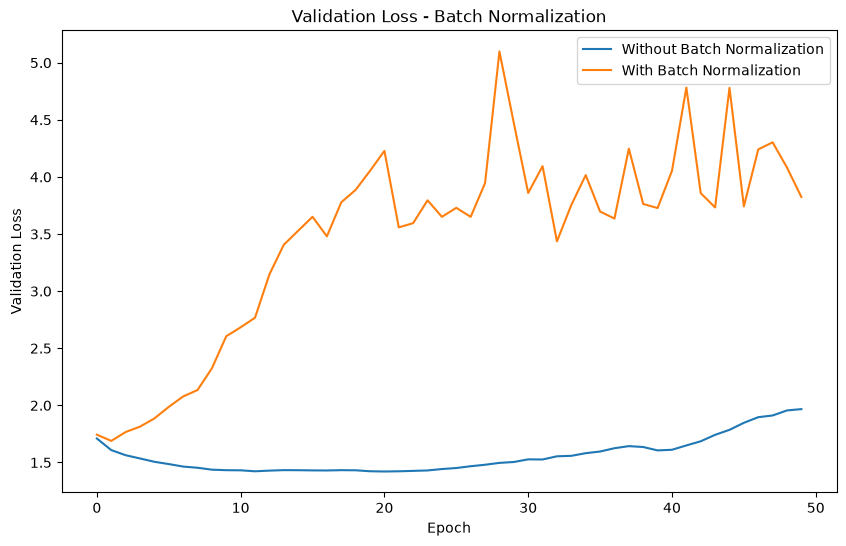 Validation Loss - Batch Normalization
Without Batch Normalization
With Batch Normalization
Validation Loss
5.0
4.5
4.0
3.5
3.0
2.5
2.0
1.5
0 10 20 30 40 50
Epoch